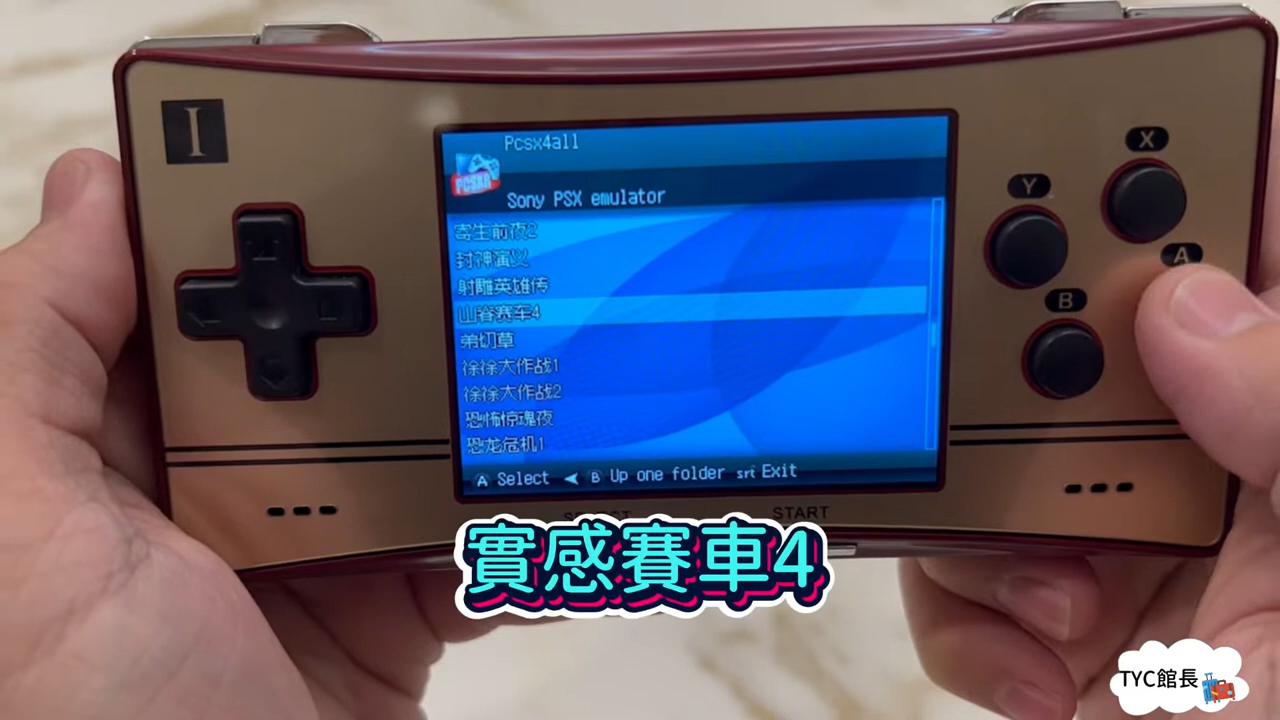 I
Pcsx4all
PCSXR
Sony PSX emulator
寄生前夜2
封神演义
射雕英雄传
山脊赛车4
弟切草
徐徐大作战1
徐徐大作战2
恐怖惊魂夜
恐龙危机1
A Select B Up one folder srt Exit
X
Y
A
B
SELECT START
實感賽車4
TYC館長